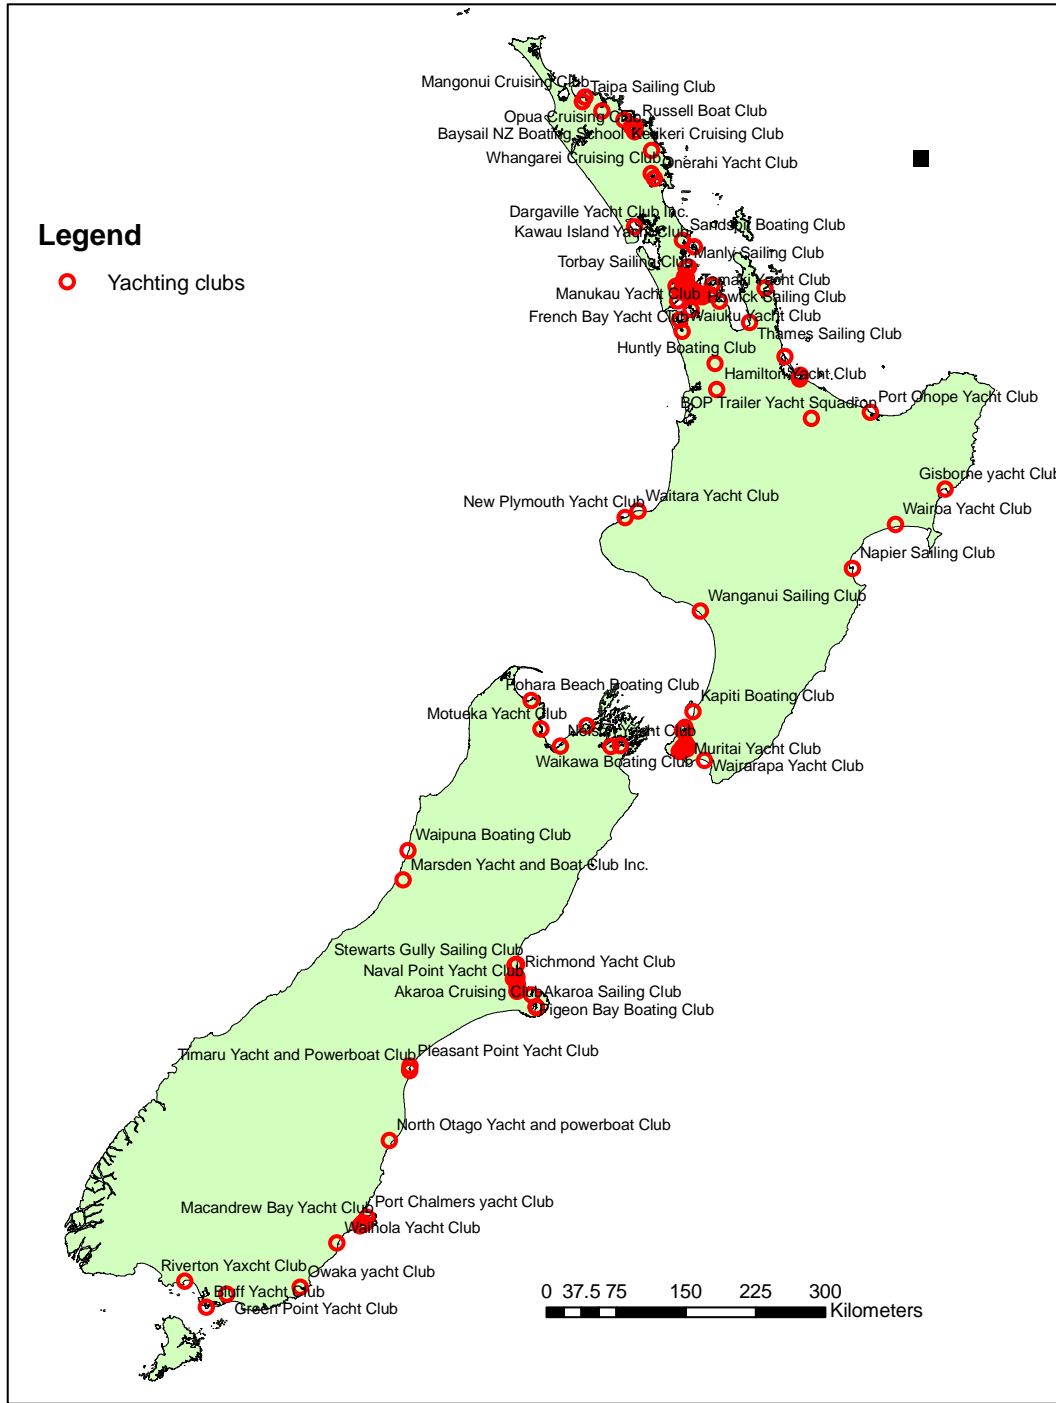 Mangonui Cruising Club
Taipa Sailing Club
Opua Cruising Club
Russell Boat Club
Baysail NZ Boating School
Kerikeri Cruising Club
Whangarei Cruising Club
Onerahi Yacht Club
Dargaville Yacht Club Inc.
Kawau Island Yacht Club
Sandspit Boating Club
Legend
Yachting clubs
Manly Sailing Club
Torbay Sailing Club
Tamaki Yacht Club
Manukau Yacht Club
Howick Sailing Club
French Bay Yacht Club
Waiuku Yacht Club
Thames Sailing Club
Huntly Boating Club
Hamilton Yacht Club
BOP Trailer Yacht Squadron
Port Ohope Yacht Club
Gisborne yacht Club
New Plymouth Yacht Club
Waitara Yacht Club
Wairoa Yacht Club
Napier Sailing Club
Wanganui Sailing Club
Pohara Beach Boating Club
Kapiti Boating Club
Motueka Yacht Club
Nelson Yacht Club
Muritai Yacht Club
Waikawa Boating Club
Wairarapa Yacht Club
Waipuna Boating Club
Marsden Yacht and Boat Club Inc.
Stewarts Gully Sailing Club
Richmond Yacht Club
Naval Point Yacht Club
Akaroa Cruising Club
Akaroa Sailing Club
Pigeon Bay Boating Club
Timaru Yacht and Powerboat Club
Pleasant Point Yacht Club
North Otago Yacht and powerboat Club
Macandrew Bay Yacht Club
Port Chalmers yacht Club
Waihola Yacht Club
Riverton Yaxcht Club
Owaka yacht Club
Bluff Yacht Club
Green Point Yacht Club
0 37.5 75 150 225 300
Kilometers